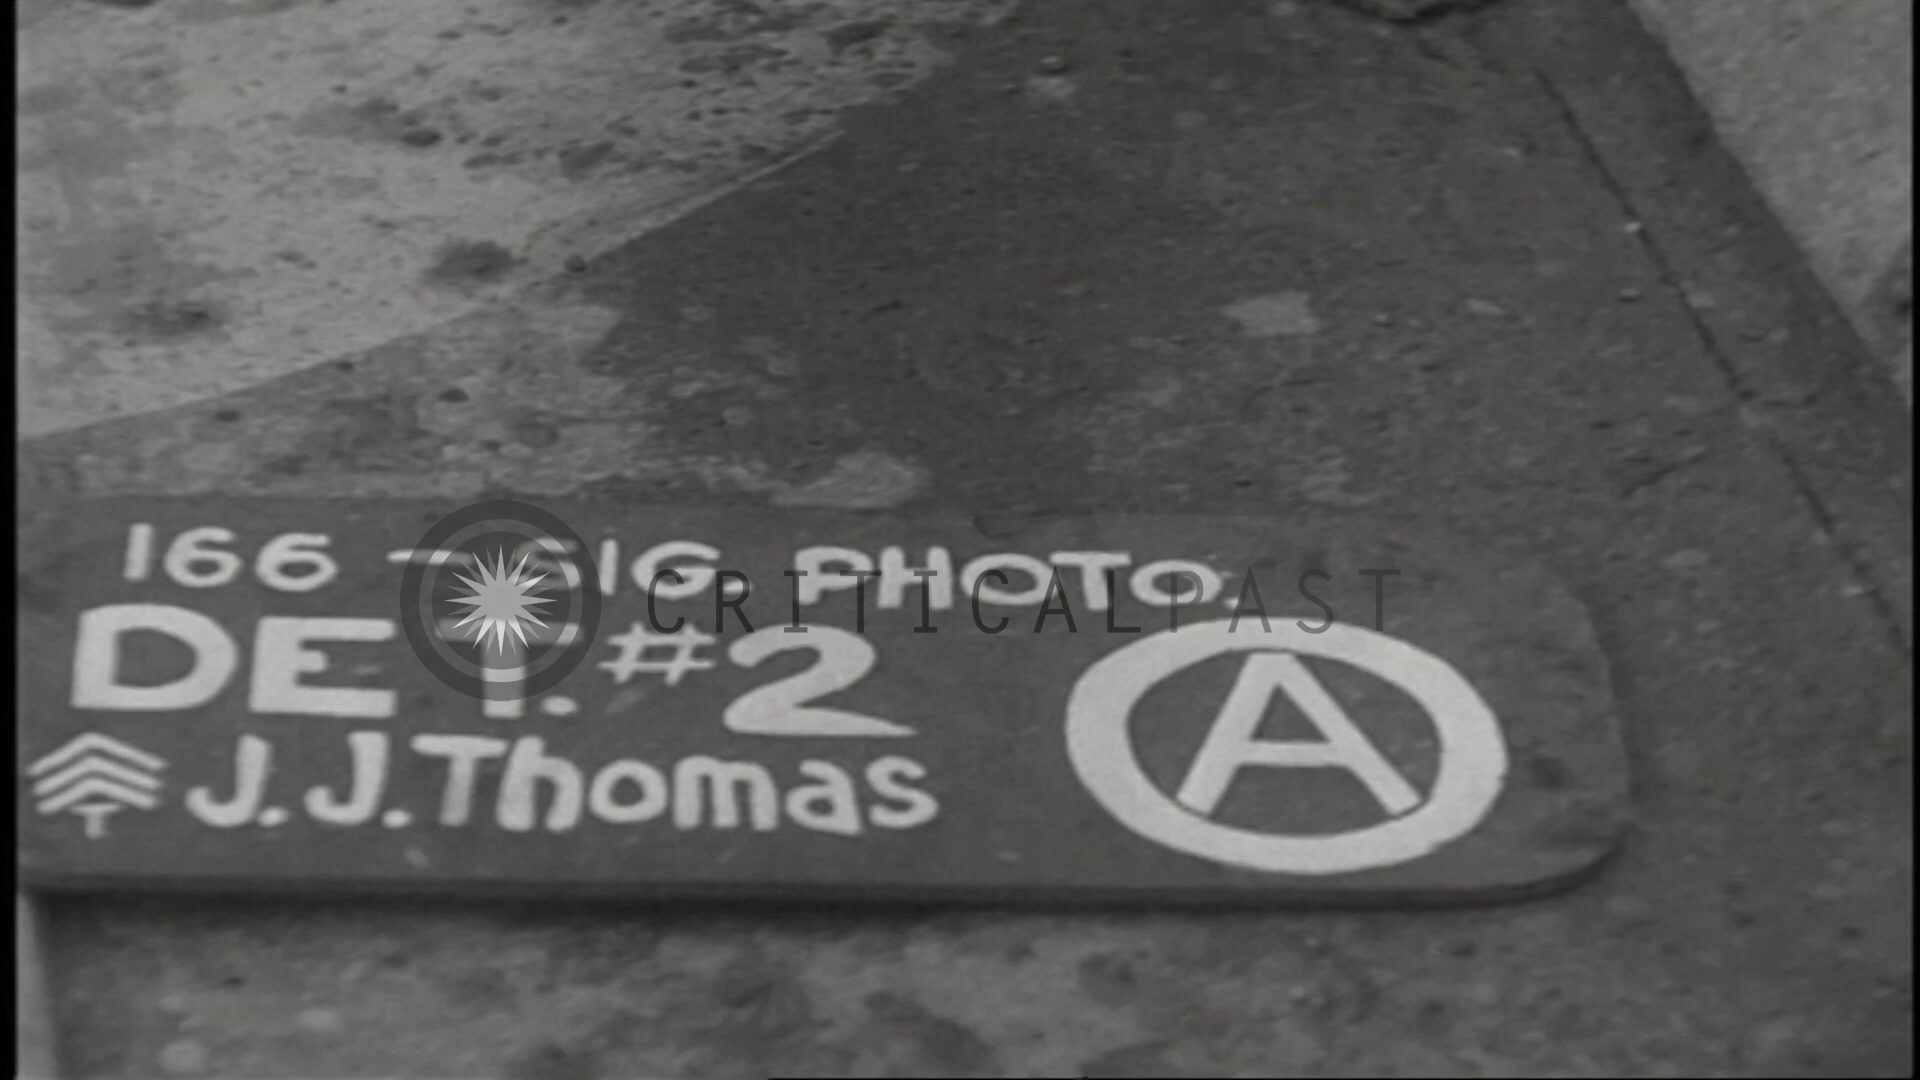 166 - SIG. PHOTO.
DET. #2
J.J.Thomas
A
CRITICALPAST